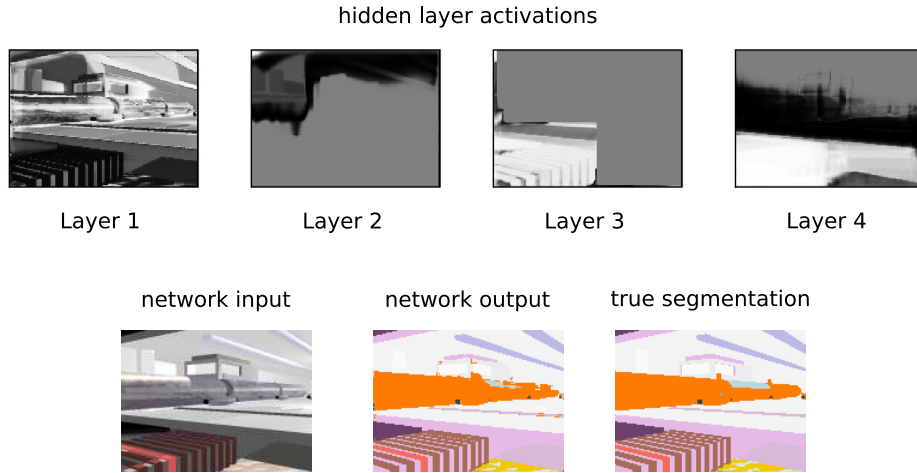 hidden layer activations
Layer 1
Layer 2
Layer 3
Layer 4
network input
network output
true segmentation